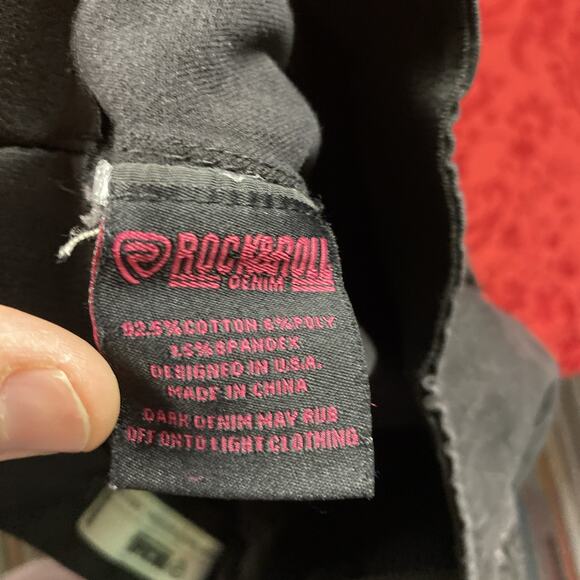 ROCK&ROLL
DENIM
92.5%COTTON 6%POLY
1.5%SPANDEX
DESIGNED IN U.S.A.
MADE IN CHINA
DARK DENIM MAY RUB
OFF ONTO LIGHT CLOTHING